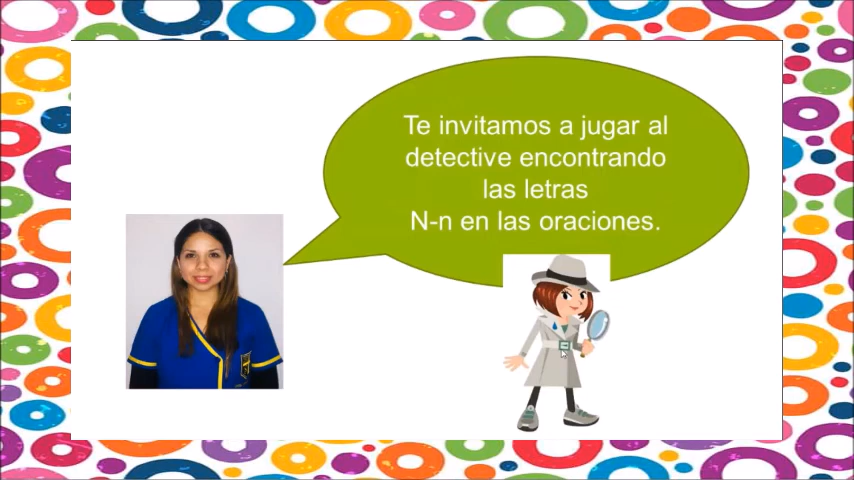 Te invitamos a jugar al
detective encontrando
las letras
N-n en las oraciones.